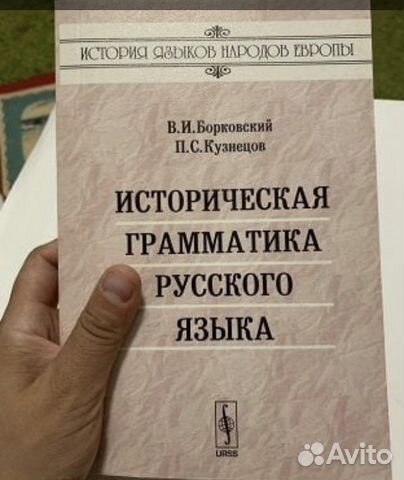 ИСТОРИЯ ЯЗЫКОВ НАРОДОВ ЕВРОПЫ
В.И.Борковский
П.С.Кузнецов
ИСТОРИЧЕСКАЯ
ГРАММАТИКА
РУССКОГО
ЯЗЫКА
URSS
Avito